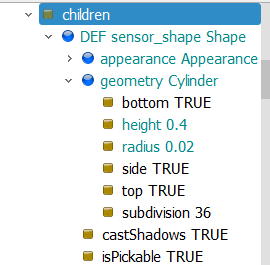 children
DEF sensor_shape Shape
appearance Appearance
geometry Cylinder
bottom TRUE
height 0.4
radius 0.02
side TRUE
top TRUE
subdivision 36
castShadows TRUE
isPickable TRUE